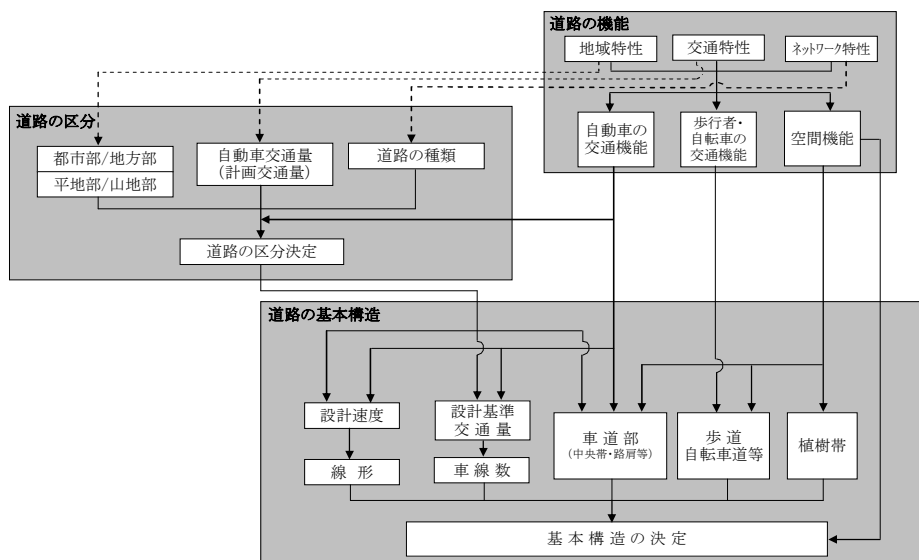 道路の機能
地域特性
交通特性
ネットワーク特性
自動車の
交通機能
歩行者・
自転車の
交通機能
空間機能
道路の区分
都市部/地方部
平地部/山地部
自動車交通量
(計画交通量)
道路の種類
道路の区分決定
道路の基本構造
設計速度
設計基準
交通量
車道部
(中央帯・路肩等)
歩道
自転車道等
植樹帯
線形
車線数
基本構造の決定